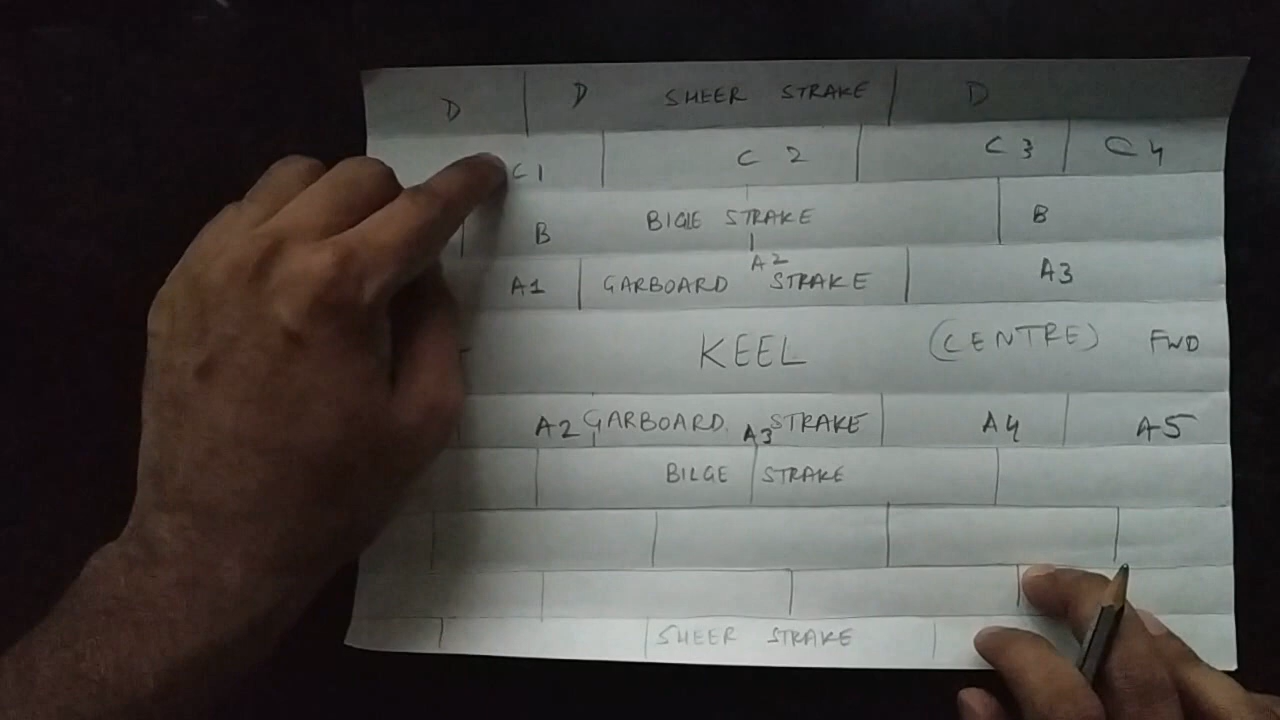 D D SHEER STRAKE D
C1 C 2 C 3 C 4
B BIGLE STRAKE B
A2
A1 GARBOARD STRAKE A3
KEEL (CENTRE) FWD
A2 GARBOARD A3 STRAKE A4 A5
BILGE STRAKE
SHEER STRAKE